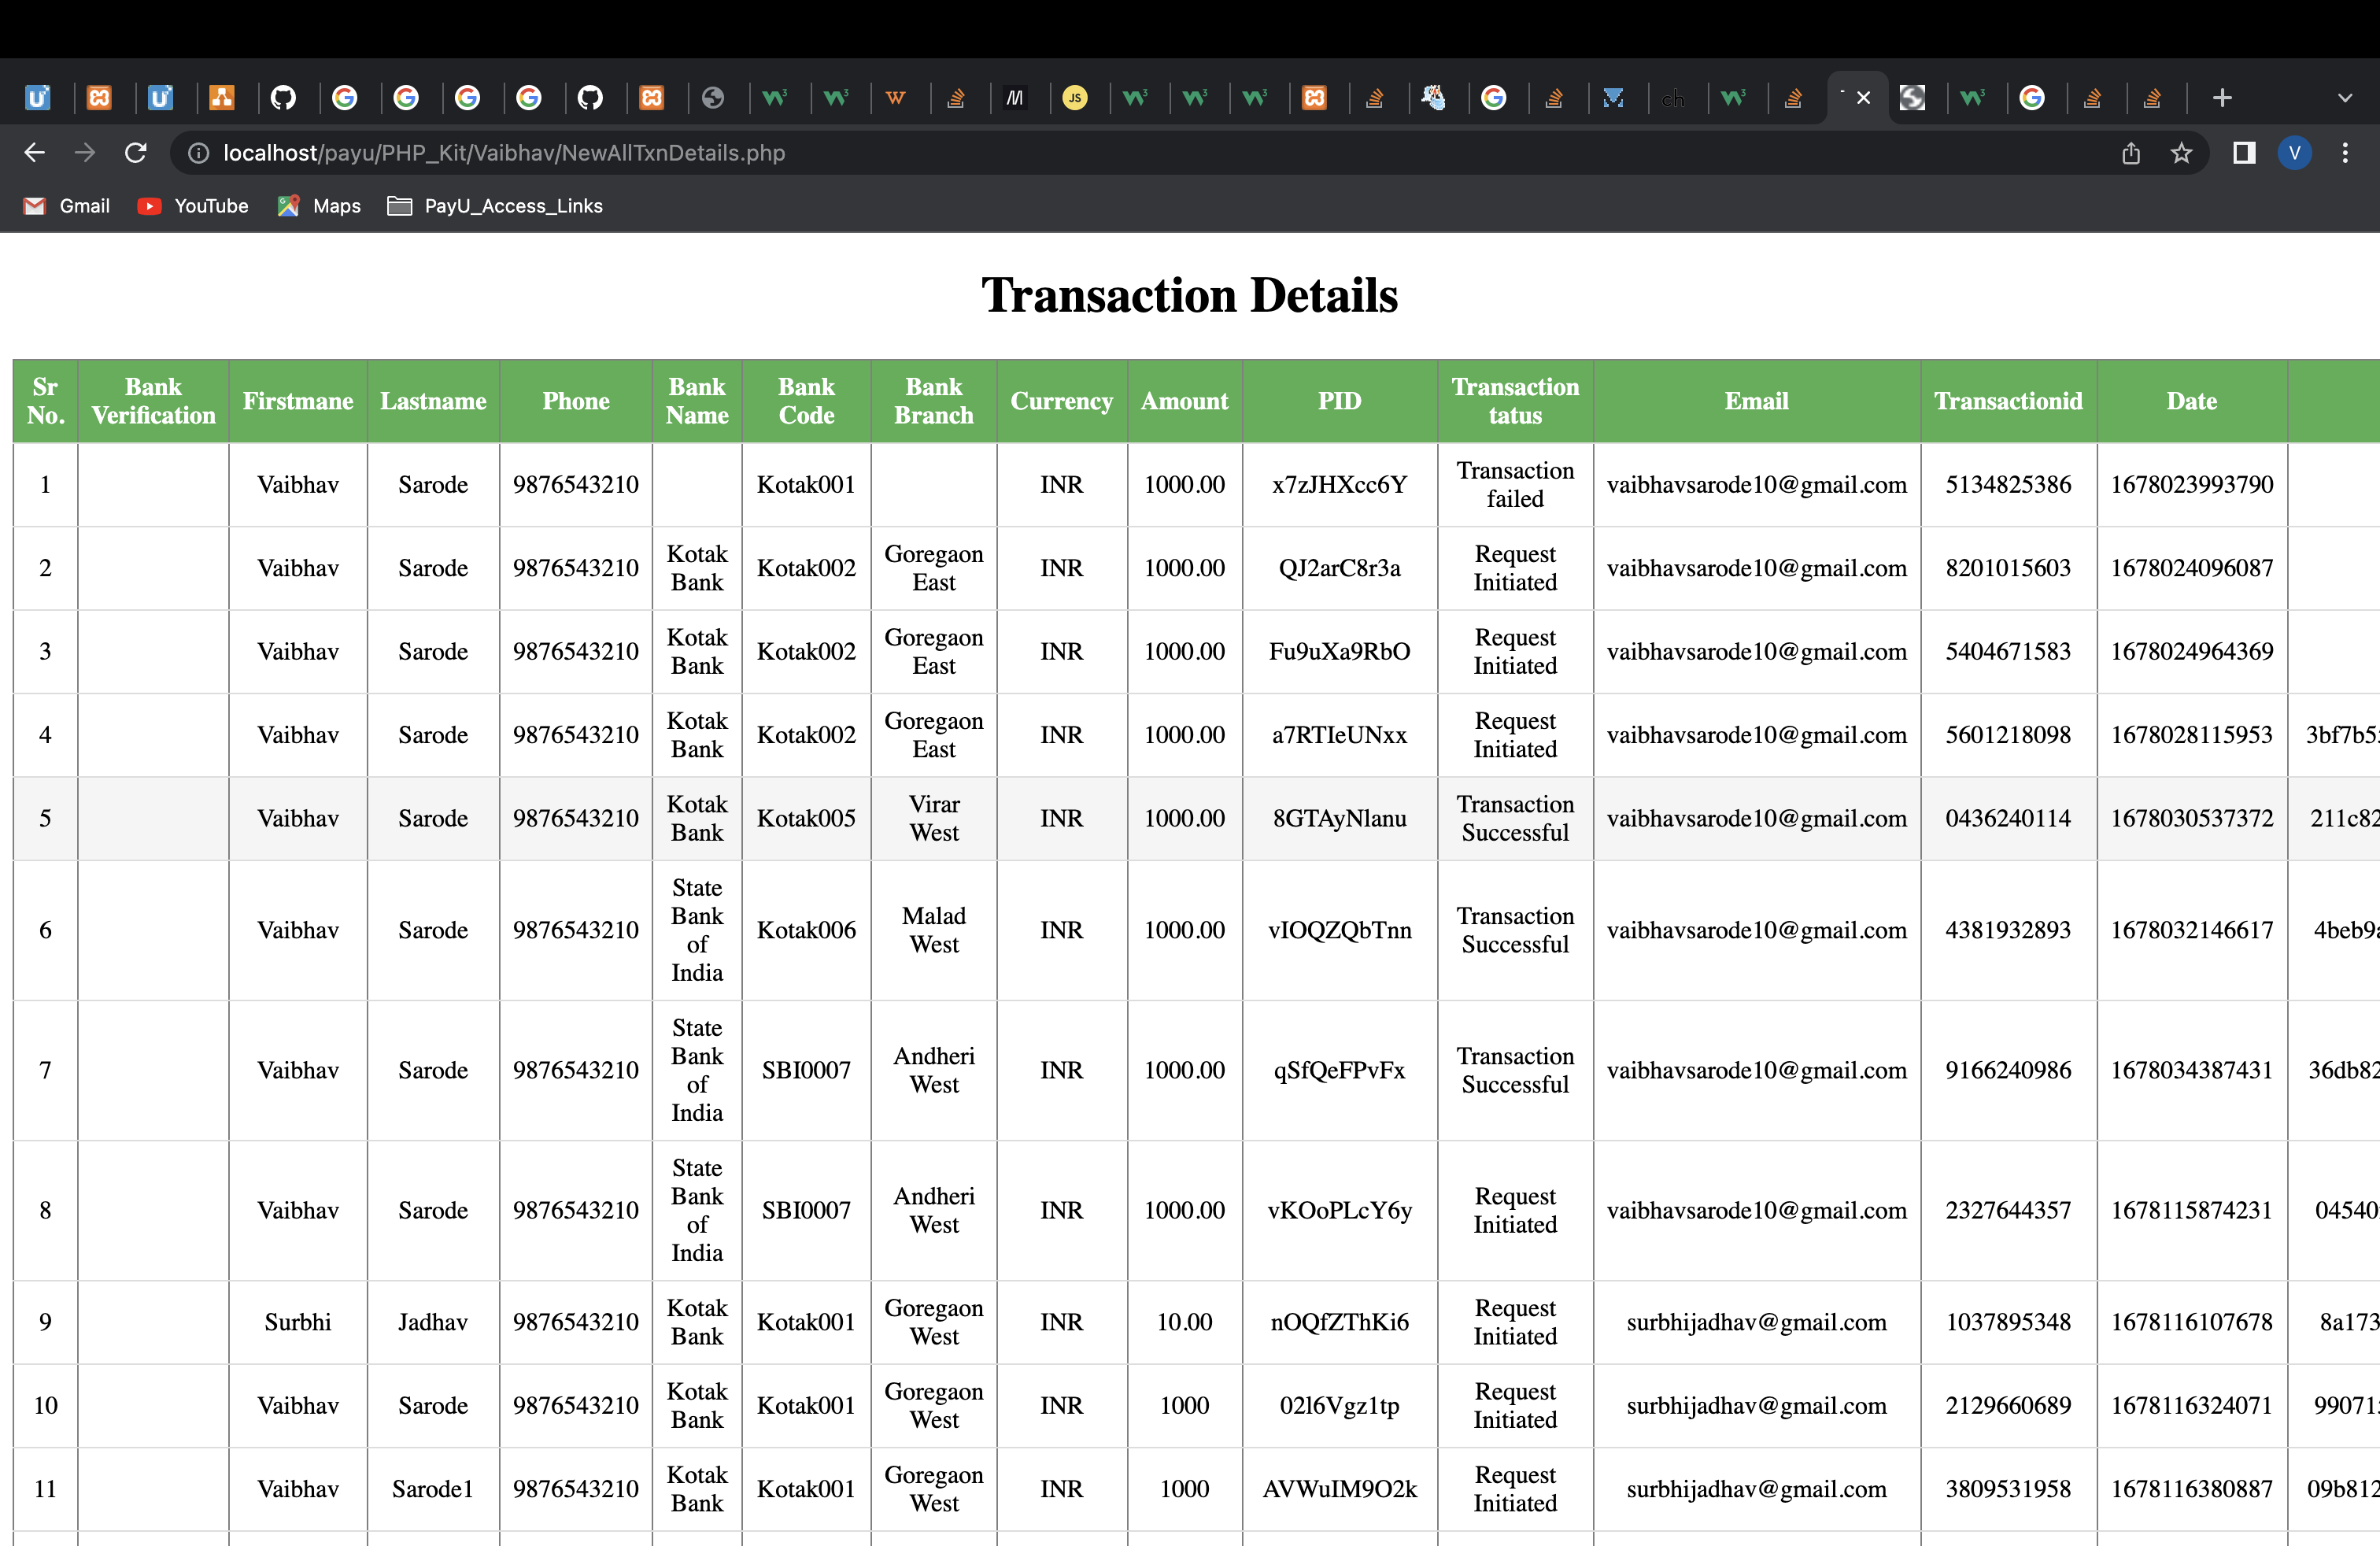 localhost/payu/PHP_Kit/Vaibhav/NewAllTxnDetails.php
V
Gmail YouTube Maps PayU_Access_Links
Transaction Details
Sr No. Bank Verification Firstmane Lastname Phone Bank Name Bank Code Bank Branch Currency Amount PID Transaction tatus Email Transactionid Date
1 Vaibhav Sarode 9876543210 Kotak001 INR 1000.00 x7zJHXcc6Y Transaction failed vaibhavsarode10@gmail.com 5134825386 1678023993790
2 Vaibhav Sarode 9876543210 Kotak Bank Kotak002 Goregaon East INR 1000.00 QJ2arC8r3a Request Initiated vaibhavsarode10@gmail.com 8201015603 1678024096087
3 Vaibhav Sarode 9876543210 Kotak Bank Kotak002 Goregaon East INR 1000.00 Fu9uXa9RbO Request Initiated vaibhavsarode10@gmail.com 5404671583 1678024964369
4 Vaibhav Sarode 9876543210 Kotak Bank Kotak002 Goregaon East INR 1000.00 a7RTIeUNxx Request Initiated vaibhavsarode10@gmail.com 5601218098 1678028115953 3bf7b5
5 Vaibhav Sarode 9876543210 Kotak Bank Kotak005 Virar West INR 1000.00 8GTAyNlanu Transaction Successful vaibhavsarode10@gmail.com 0436240114 1678030537372 211c82
6 Vaibhav Sarode 9876543210 State Bank of India Kotak006 Malad West INR 1000.00 vIOQZQbTnn Transaction Successful vaibhavsarode10@gmail.com 4381932893 1678032146617 4beb9a
7 Vaibhav Sarode 9876543210 State Bank of India SBI0007 Andheri West INR 1000.00 qSfQeFPvFx Transaction Successful vaibhavsarode10@gmail.com 9166240986 1678034387431 36db82
8 Vaibhav Sarode 9876543210 State Bank of India SBI0007 Andheri West INR 1000.00 vKOoPLcY6y Request Initiated vaibhavsarode10@gmail.com 2327644357 1678115874231 04540
9 Surbhi Jadhav 9876543210 Kotak Bank Kotak001 Goregaon West INR 10.00 nOQfZThKi6 Request Initiated surbhijadhav@gmail.com 1037895348 1678116107678 8a173
10 Vaibhav Sarode 9876543210 Kotak Bank Kotak001 Goregaon West INR 1000 02l6Vgz1tp Request Initiated surbhijadhav@gmail.com 2129660689 1678116324071 99071
11 Vaibhav Sarode1 9876543210 Kotak Bank Kotak001 Goregaon West INR 1000 AVWuIM9O2k Request Initiated surbhijadhav@gmail.com 3809531958 1678116380887 09b812